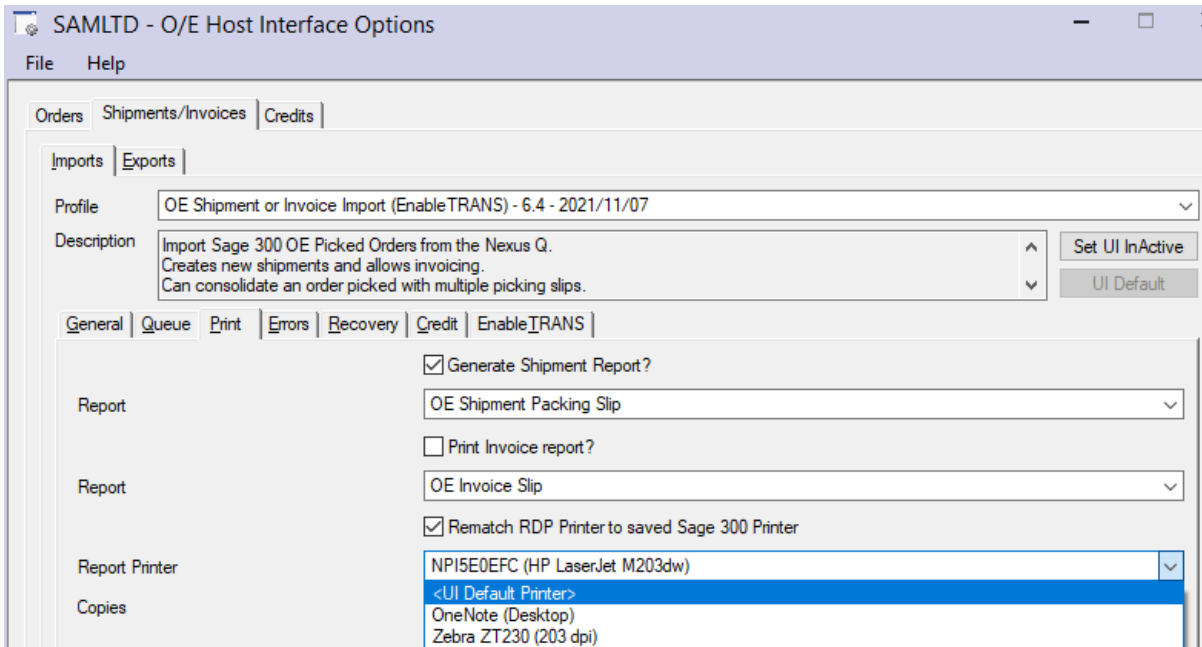 SAMLTD - O/E Host Interface Options
File Help
Orders Shipments/Invoices Credits
Imports Exports
Profile OE Shipment or Invoice Import (EnableTRANS) - 6.4 - 2021/11/07
Description Import Sage 300 OE Picked Orders from the Nexus Q. Set UI InActive
Creates new shipments and allows invoicing.
Can consolidate an order picked with multiple picking slips. UI Default
General Queue Print Errors Recovery Credit EnableTRANS
Generate Shipment Report?
Report OE Shipment Packing Slip
Print Invoice report?
Report OE Invoice Slip
Rematch RDP Printer to saved Sage 300 Printer
Report Printer NPI5E0EFC (HP LaserJet M203dw)
<UI Default Printer>
Copies OneNote (Desktop)
Zebra ZT230 (203 dpi)